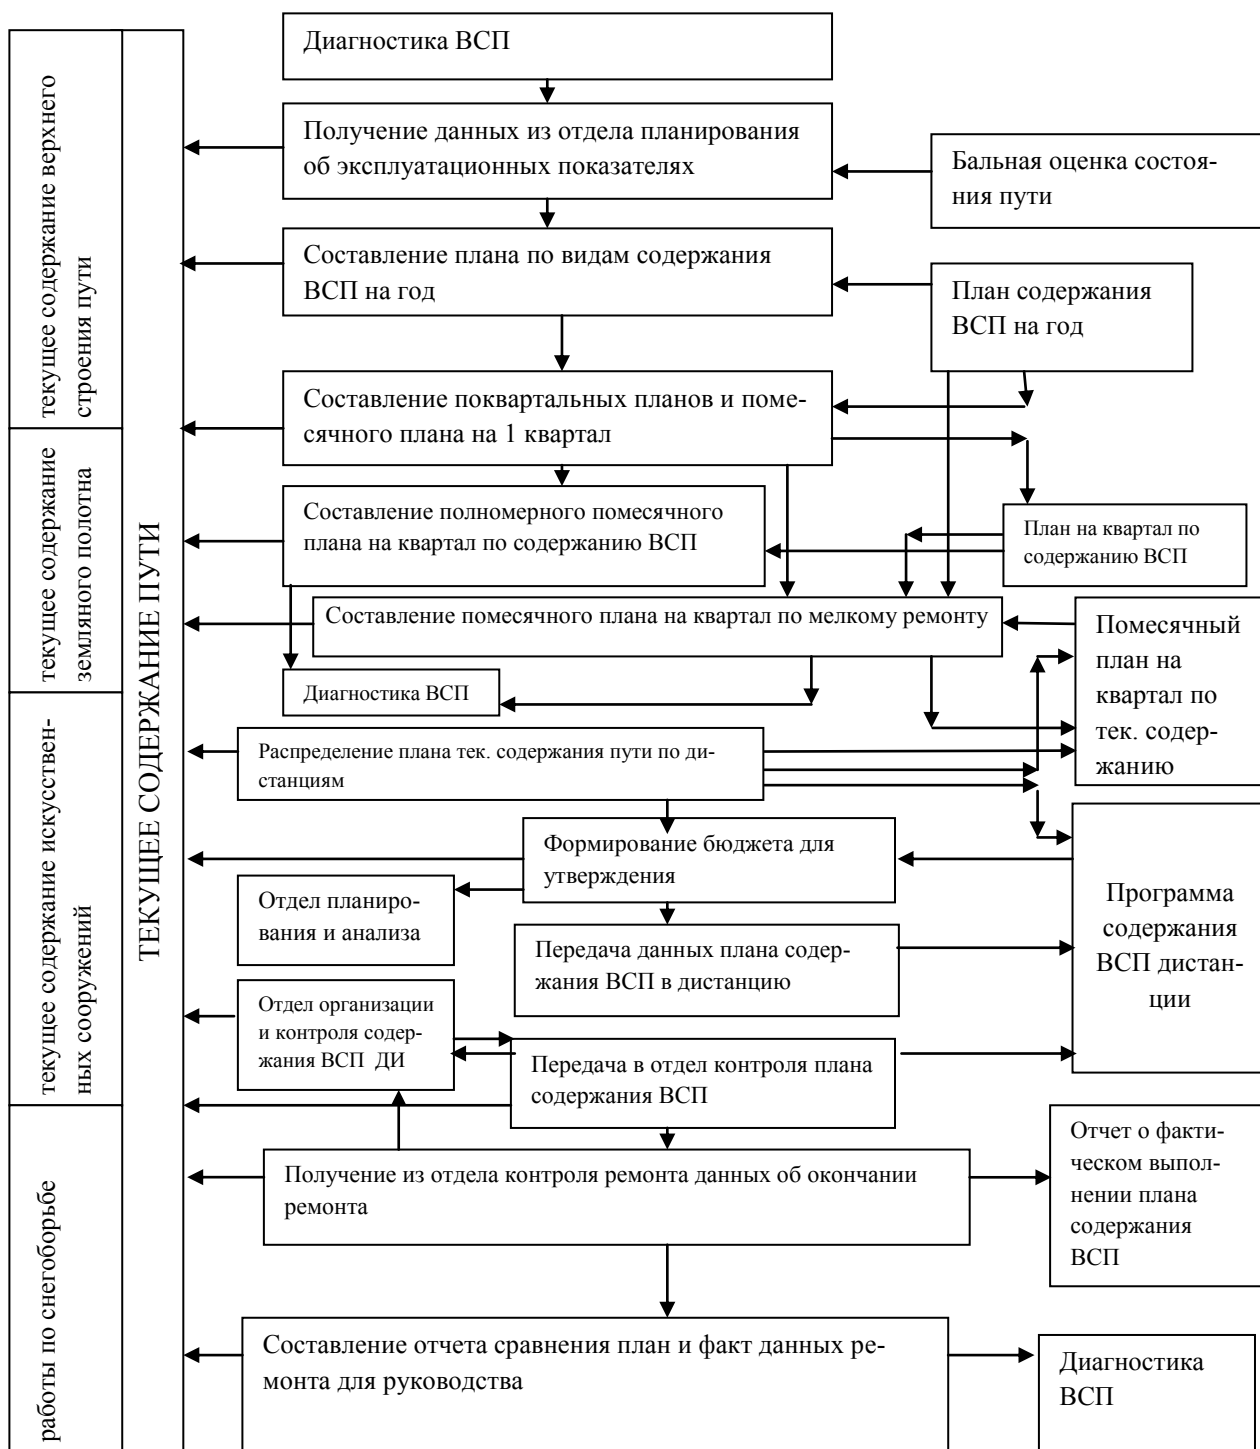 Диагностика ВСП
Получение данных из отдела планирования
об эксплуатационных показателях
Бальная оценка состоя-
ния пути
Составление плана по видам содержания
ВСП на год
План содержания
ВСП на год
Составление поквартальных планов и поме-
сячного плана на 1 квартал
Составление полномерного помесячного
плана на квартал по содержанию ВСП
План на квартал по
содержанию ВСП
Составление помесячного плана на квартал по мелкому ремонту
Помесячный
план на
квартал по
тек. содер-
жанию
Диагностика ВСП
Распределение плана тек. содержания пути по ди-
станциям
Формирование бюджета для
утверждения
Программа
содержания
ВСП дистан-
ции
Отдел планиро-
вания и анализа
Передача данных плана содер-
жания ВСП в дистанцию
Отдел организации
и контроля содер-
жания ВСП ДИ
Передача в отдел контроля плана
содержания ВСП
Получение из отдела контроля ремонта данных об окончании
ремонта
Отчет о факти-
ческом выпол-
нении плана
содержания
ВСП
Составление отчета сравнения план и факт данных ре-
монта для руководства
Диагностика
ВСП
текущее содержание верхнего
строения пути
текущее содержание
земляного полотна
текущее содержание искусствен-
ных сооружений
работы по снегоборьбе
ТЕКУЩЕЕ СОДЕРЖАНИЕ ПУТИ